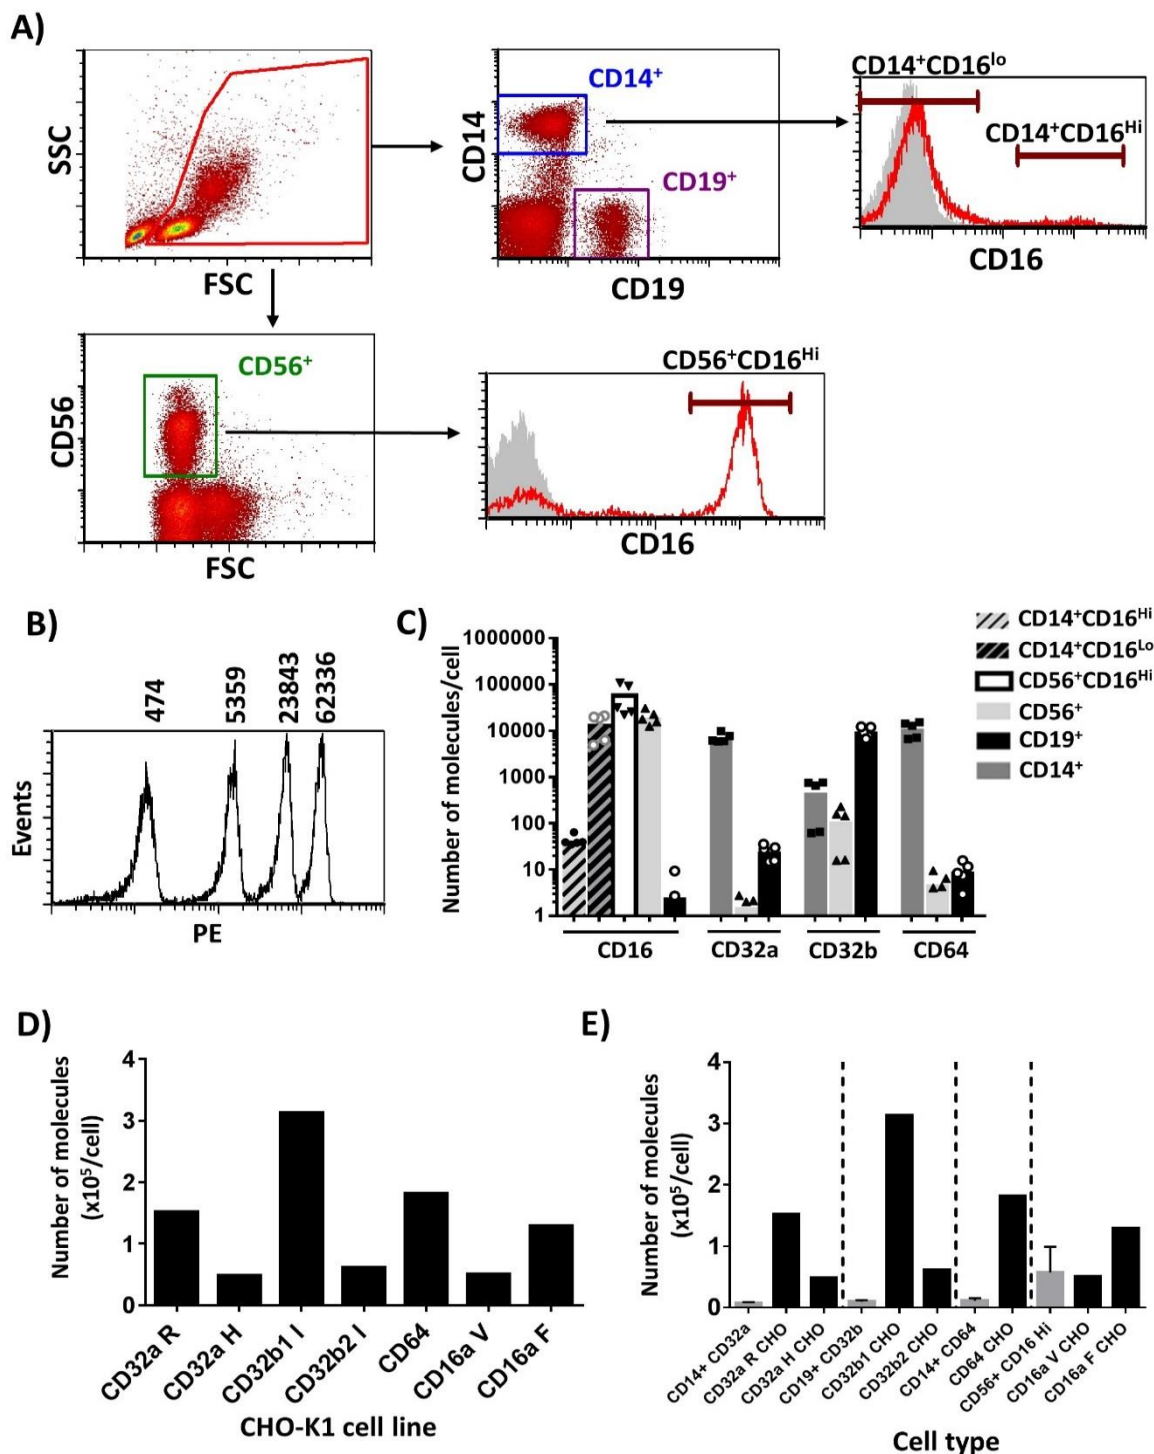 A)
SSC
FSC
CD14
CD14⁺
CD19⁺
CD19
CD14⁺CD16ˡᵒ
CD14⁺CD16ᴴⁱ
CD16
CD56
CD56⁺
FSC
CD56⁺CD16ᴴⁱ
CD16
B)
474
5359
23843
62336
Events
PE
C)
Number of molecules/cell
1000000
100000
10000
1000
100
10
1
CD16
CD32a
CD32b
CD64
CD14⁺CD16ᴴⁱ
CD14⁺CD16ᴸᵒ
CD56⁺CD16ᴴⁱ
CD56⁺
CD19⁺
CD14⁺
D)
Number of molecules
(x10⁵/cell)
4
3
2
1
0
CD32a R
CD32a H
CD32b1 I
CD32b2 I
CD64
CD16a V
CD16a F
CHO-K1 cell line
E)
Number of molecules
(x10⁵/cell)
4
3
2
1
0
CD14+ CD32a
CD32a R CHO
CD32a H CHO
CD19+ CD32b
CD32b1 CHO
CD32b2 CHO
CD14+ CD64
CD64 CHO
CD56+ CD16 Hi
CD16a V CHO
CD16a F CHO
Cell type